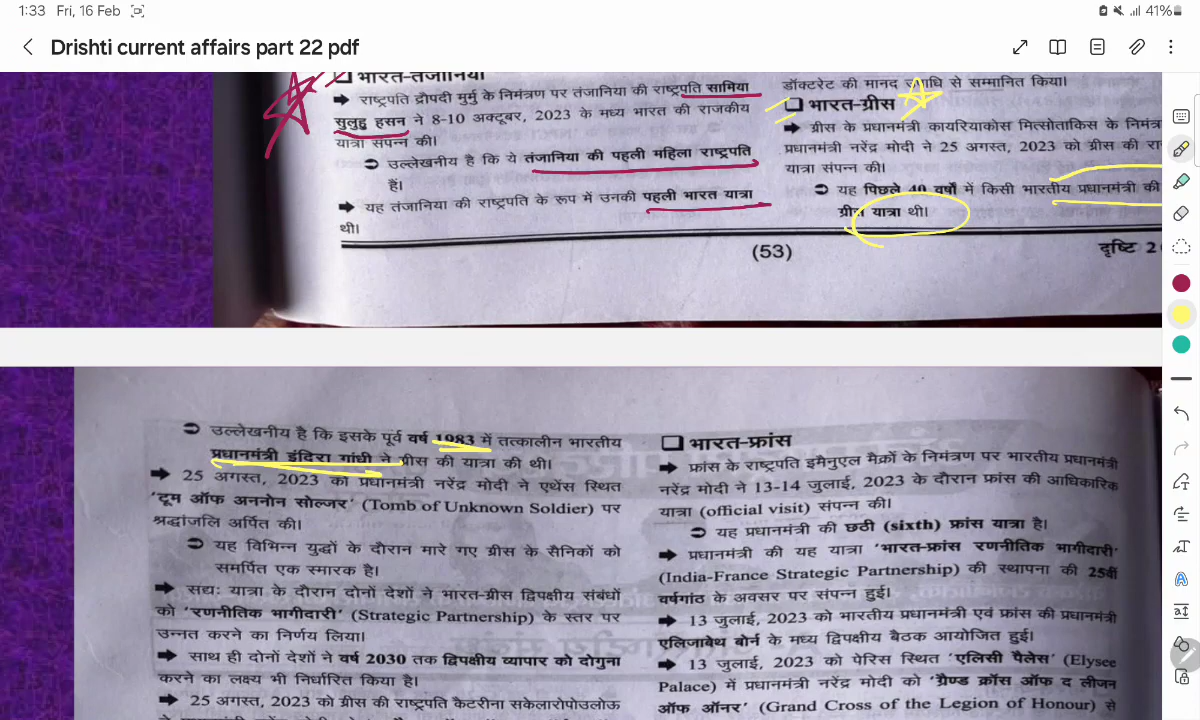 1:33 Fri, 16 Feb
41%
Drishti current affairs part 22 pdf
भारत-तंजानिया
राष्ट्रपति द्रौपदी मुर्मु के निमंत्रण पर तंजानिया की राष्ट्रपति सामिया
सुलुहु हसन ने 8-10 अक्टूबर, 2023 के मध्य भारत की राजकीय
यात्रा संपन्न की।
उल्लेखनीय है कि ये तंजानिया की पहली महिला राष्ट्रपति
हैं।
यह तंजानिया की राष्ट्रपति के रूप में उनकी पहली भारत यात्रा
थी।
डॉक्टरेट की मानद उपाधि से सम्मानित किया।
भारत-ग्रीस
ग्रीस के प्रधानमंत्री कायरियाकोस मित्सोताकिस के निमंत्र
प्रधानमंत्री नरेंद्र मोदी ने 25 अगस्त, 2023 को ग्रीस की रा
यात्रा संपन्न की।
यह पिछले 40 वर्षों में किसी भारतीय प्रधानमंत्री की
ग्रीस यात्रा थी।
(53)
दृष्टि 2
उल्लेखनीय है कि इसके पूर्व वर्ष 1983 में तत्कालीन भारतीय
प्रधानमंत्री इंदिरा गांधी ने ग्रीस की यात्रा की थी।
25 अगस्त, 2023 को प्रधानमंत्री नरेंद्र मोदी ने एथेंस स्थित
'टूम ऑफ अननोन सोल्जर' (Tomb of Unknown Soldier) पर
श्रद्धांजलि अर्पित की।
यह विभिन्न युद्धों के दौरान मारे गए ग्रीस के सैनिकों को
समर्पित एक स्मारक है।
सद्यः यात्रा के दौरान दोनों देशों ने भारत-ग्रीस द्विपक्षीय संबंधों
को 'रणनीतिक भागीदारी' (Strategic Partnership) के स्तर पर
उन्नत करने का निर्णय लिया।
साथ ही दोनों देशों ने वर्ष 2030 तक द्विपक्षीय व्यापार को दोगुना
करने का लक्ष्य भी निर्धारित किया है।
25 अगस्त, 2023 को ग्रीस की राष्ट्रपति कैटरीना सकेलारोपोउलोऊ
भारत-फ्रांस
फ्रांस के राष्ट्रपति इमैनुएल मैक्रों के निमंत्रण पर भारतीय प्रधानमंत्री
नरेंद्र मोदी ने 13-14 जुलाई, 2023 के दौरान फ्रांस की आधिकारिक
यात्रा (official visit) संपन्न की।
यह प्रधानमंत्री की छठी (sixth) फ्रांस यात्रा है।
प्रधानमंत्री की यह यात्रा 'भारत-फ्रांस रणनीतिक भागीदारी'
(India-France Strategic Partnership) की स्थापना की 25वीं
वर्षगांठ के अवसर पर संपन्न हुई।
13 जुलाई, 2023 को भारतीय प्रधानमंत्री एवं फ्रांस की प्रधानमंत्री
एलिजाबेथ बोर्न के मध्य द्विपक्षीय बैठक आयोजित हुई।
13 जुलाई, 2023 को पेरिस स्थित 'एलिसी पैलेस' (Elysee
Palace) में प्रधानमंत्री नरेंद्र मोदी को 'ग्रैण्ड क्रॉस ऑफ द लीजन
ऑफ ऑनर' (Grand Cross of the Legion of Honour) से